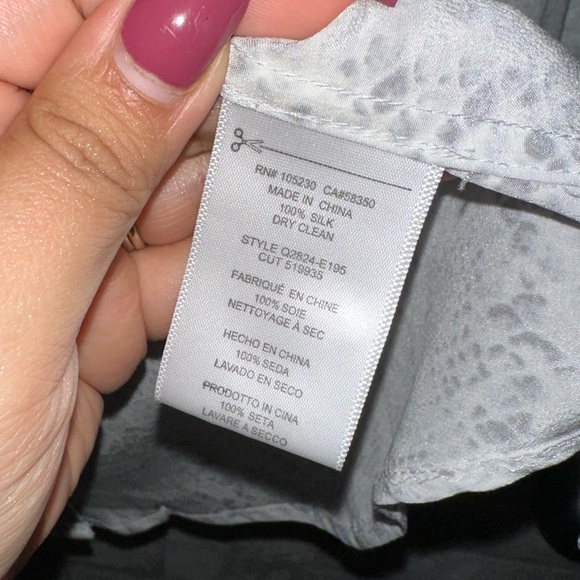 RN# 105230 CA#58350
MADE IN CHINA
100% SILK
DRY CLEAN
STYLE Q2824-E195
CUT 519935
FABRIQUÉ EN CHINE
100% SOIE
NETTOYAGE À SEC
HECHO EN CHINA
100% SEDA
LAVADO EN SECO
PRODOTTO IN CINA
100% SETA
LAVARE A SECCO